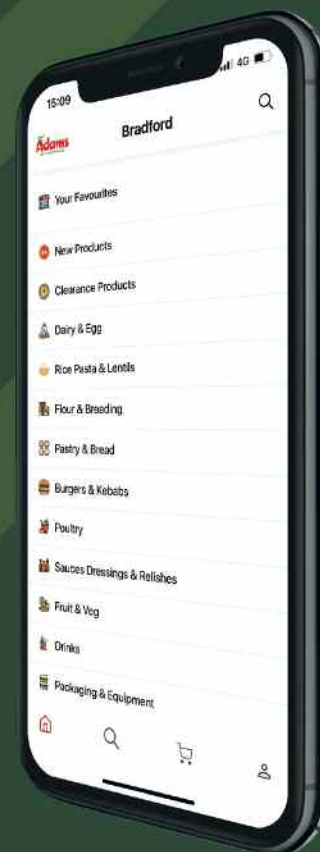 15:09
4G
Adams
Bradford
Your Favourites
New Products
Clearance Products
Dairy & Egg
Rice Pasta & Lentils
Flour & Breading
Pastry & Bread
Burgers & Kebabs
Poultry
Sauces Dressings & Relishes
Fruit & Veg
Drinks
Packaging & Equipment